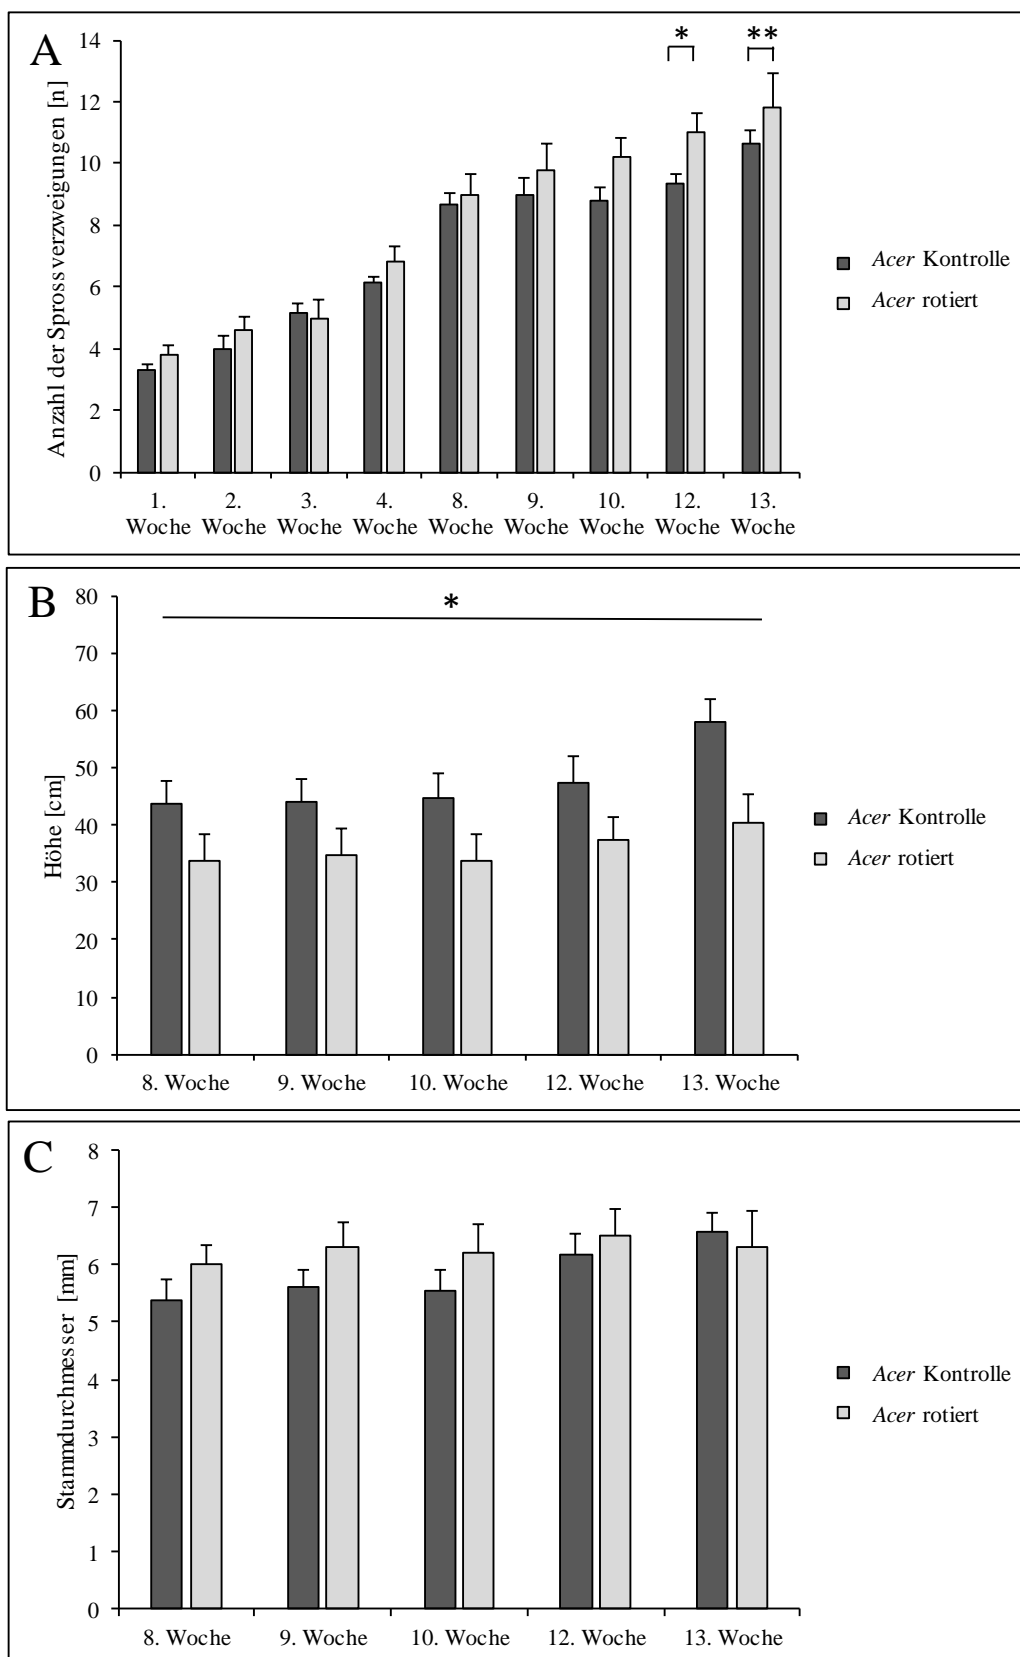 A
Anzahl der Sprossverzweigungen [n]
14
12
10
8
6
4
2
0
*
**
1. Woche
2. Woche
3. Woche
4. Woche
8. Woche
9. Woche
10. Woche
12. Woche
13. Woche
Acer Kontrolle
Acer rotiert
B
Höhe [cm]
80
70
60
50
40
30
20
10
0
*
8. Woche
9. Woche
10. Woche
12. Woche
13. Woche
Acer Kontrolle
Acer rotiert
C
Stammdurchmesser [mm]
8
7
6
5
4
3
2
1
0
8. Woche
9. Woche
10. Woche
12. Woche
13. Woche
Acer Kontrolle
Acer rotiert